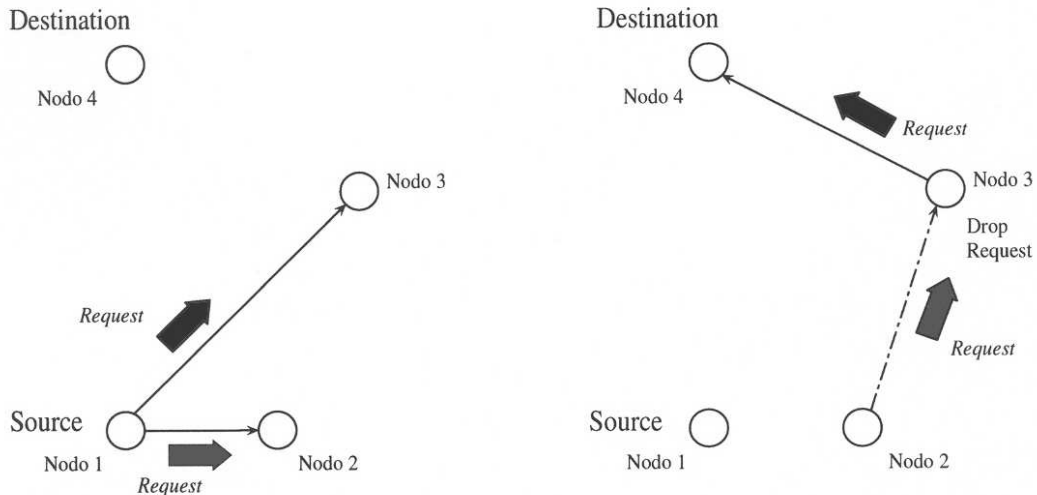 Destination
Nodo 4
Nodo 3
Request
Source
Nodo 1
Nodo 2
Request
Destination
Nodo 4
Request
Nodo 3
Drop
Request
Request
Source
Nodo 1
Nodo 2